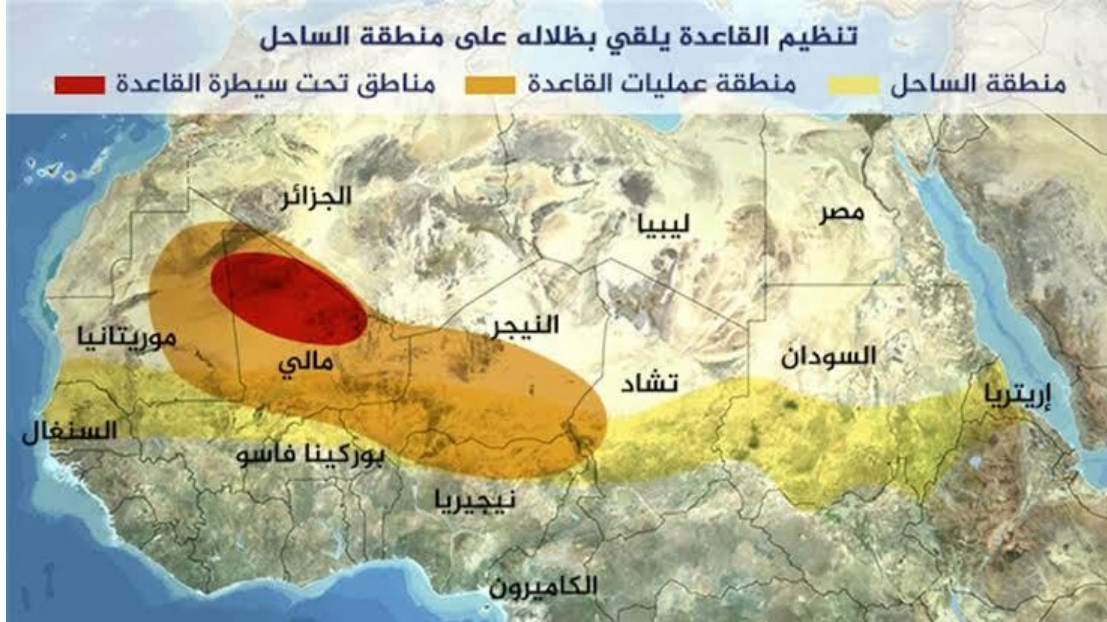 تنظيم القاعدة يلقي بظلاله على منطقة الساحل
منطقة الساحل منطقة عمليات القاعدة مناطق تحت سيطرة القاعدة
الجزائر
ليبيا
مصر
موريتانيا
مالي
النيجر
تشاد
السودان
إريتريا
السنغال
بوركينا فاسو
نيجيريا
الكاميرون